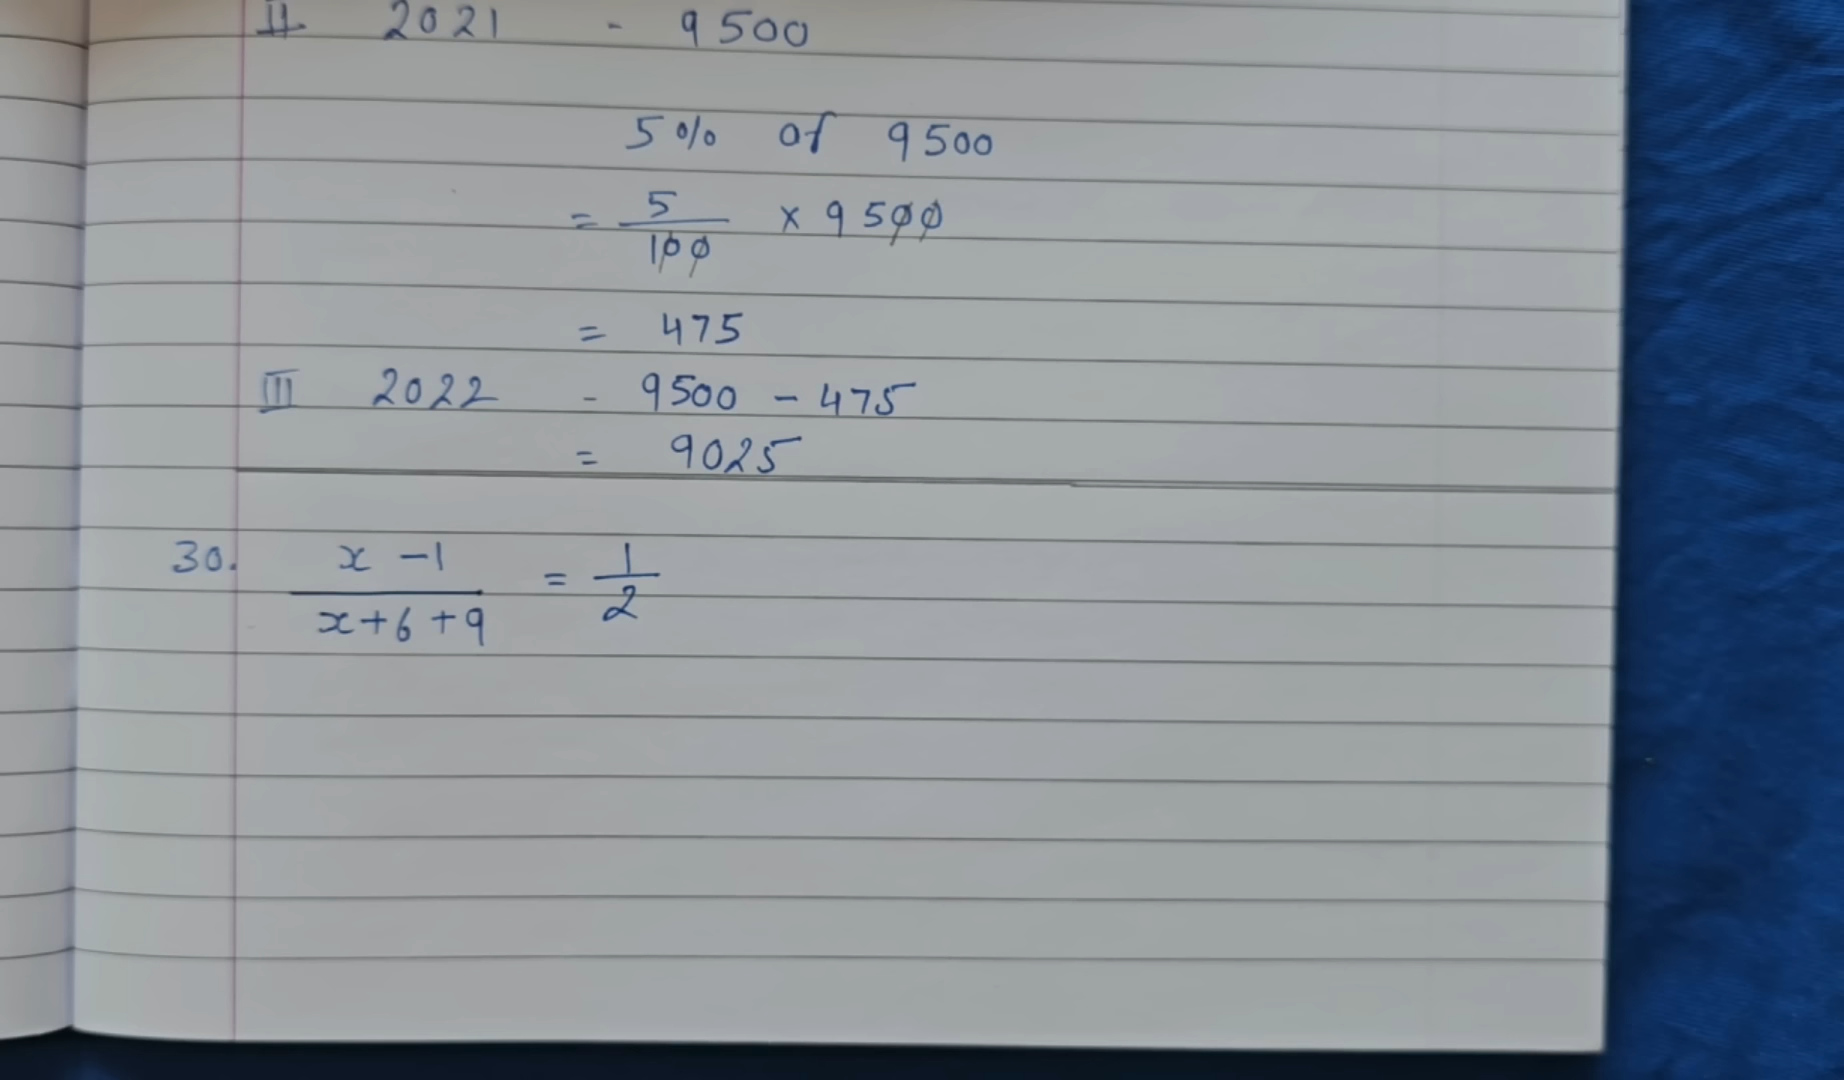 II 2021 - 9500
5% of 9500
= 5/100 × 9500
= 475
III 2022 - 9500 - 475
= 9025
30. x - 1 / x + 6 + 9 = 1/2